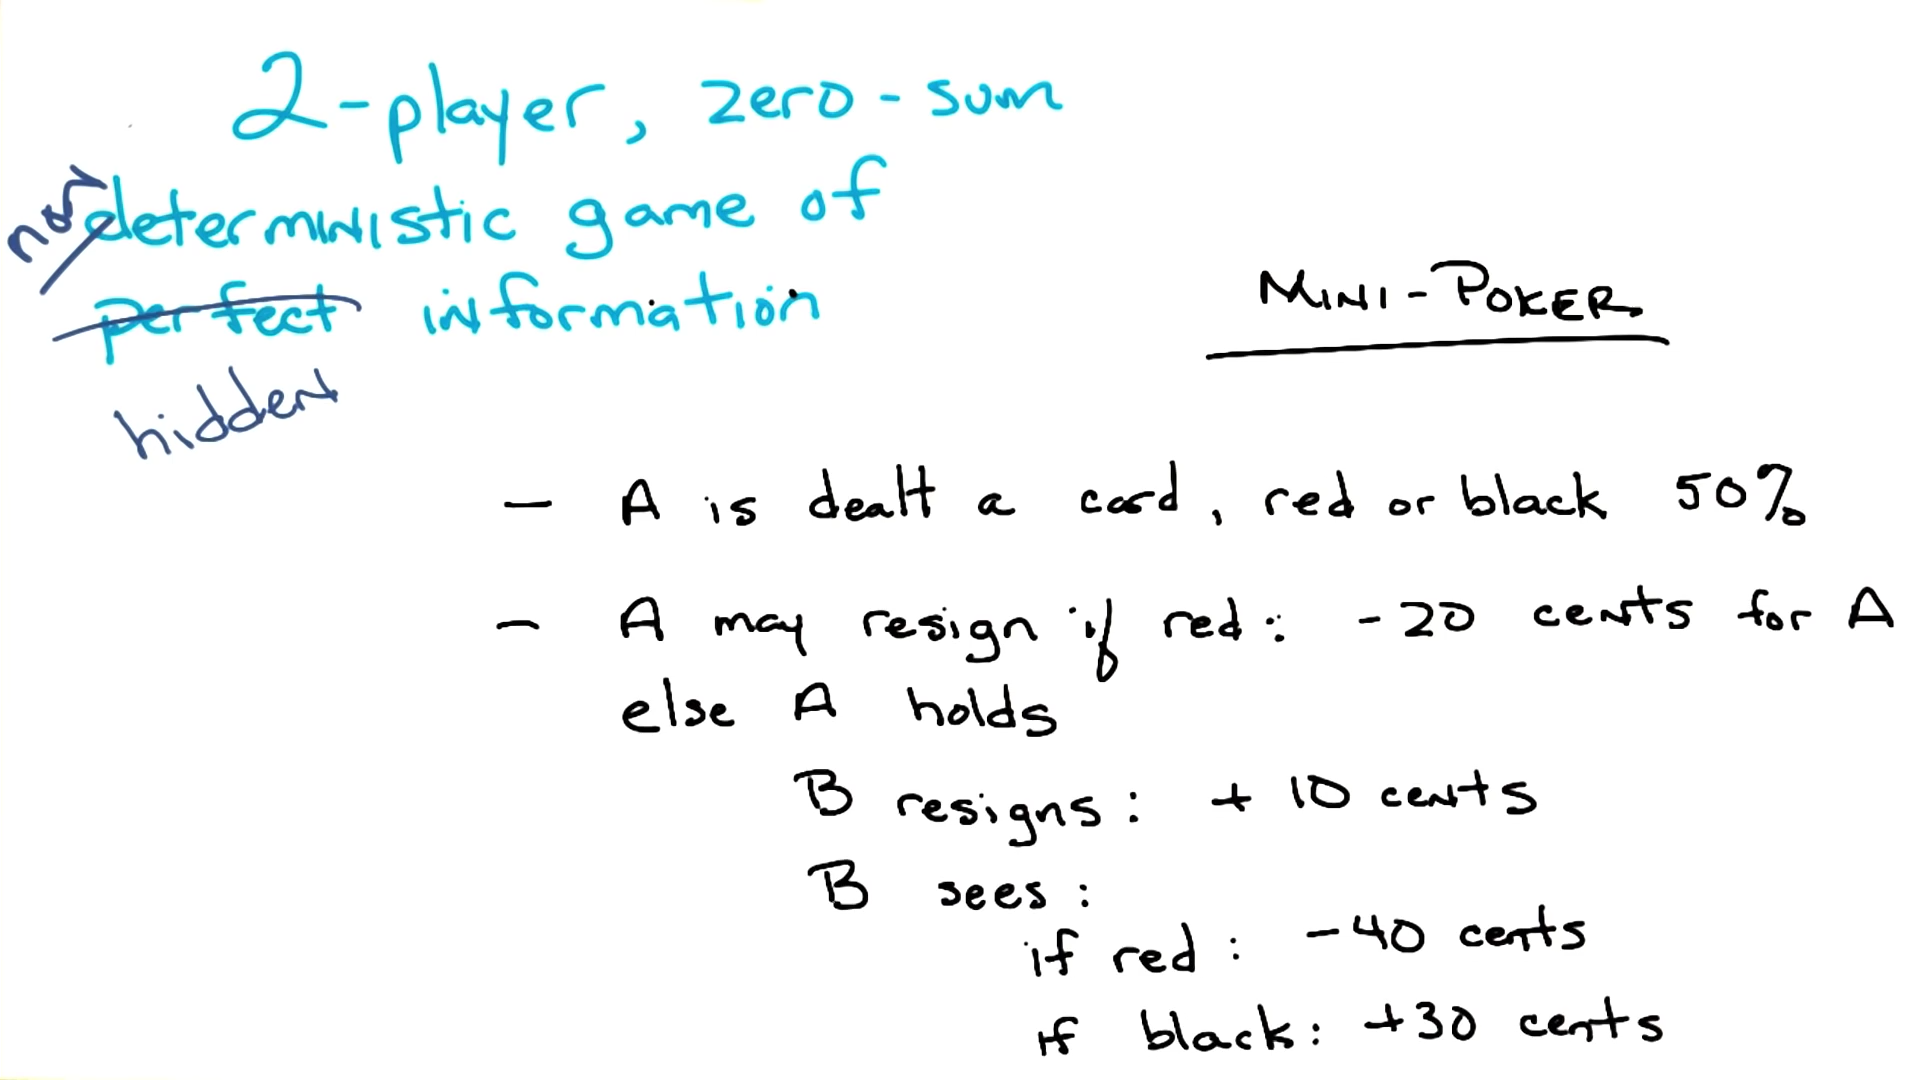 2-player, zero-sum
non deterministic game of
perfect information
hidden
MINI-POKER
- A is dealt a card, red or black 50%
- A may resign if red: -20 cents for A
else A holds
B resigns: +10 cents
B sees:
if red: -40 cents
if black: +30 cents